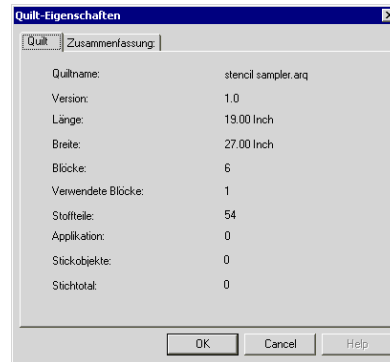 Quilt-Eigenschaften
Quilt Zusammenfassung:
Quiltname: stencil sampler.arq
Version: 1.0
Länge: 19.00 Inch
Breite: 27.00 Inch
Blöcke: 6
Verwendete Blöcke: 1
Stoffteile: 54
Applikation: 0
Stickobjekte: 0
Stichtotal: 0
OK Cancel Help